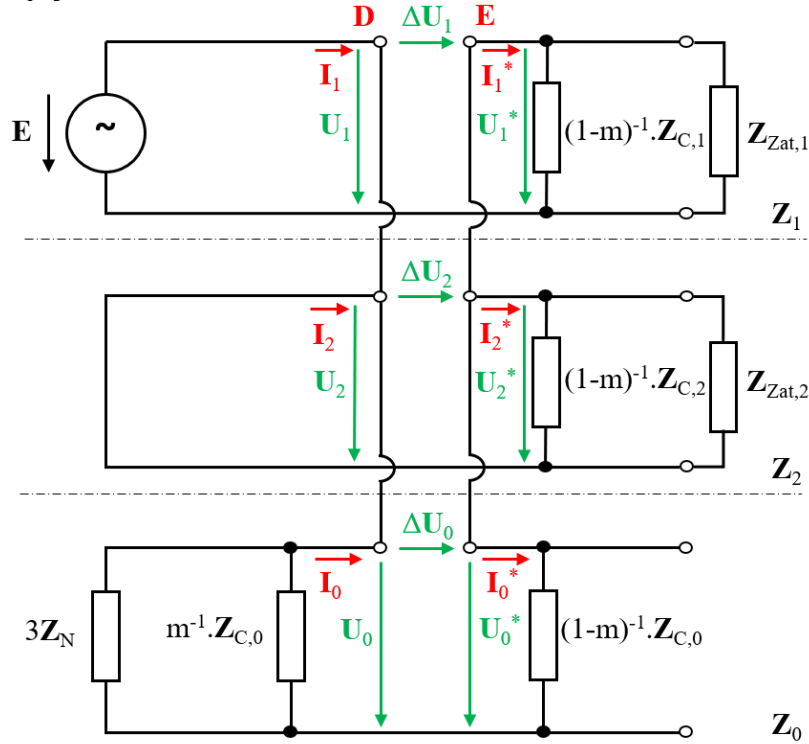 D ΔU1 E
I1 I1*
E ~ U1 U1* (1-m)-1.ZC,1 ZZat,1
Z1
ΔU2
I2 I2*
U2 U2* (1-m)-1.ZC,2 ZZat,2
Z2
ΔU0
I0 I0*
3ZN m-1.ZC,0 U0 U0* (1-m)-1.ZC,0
Z0